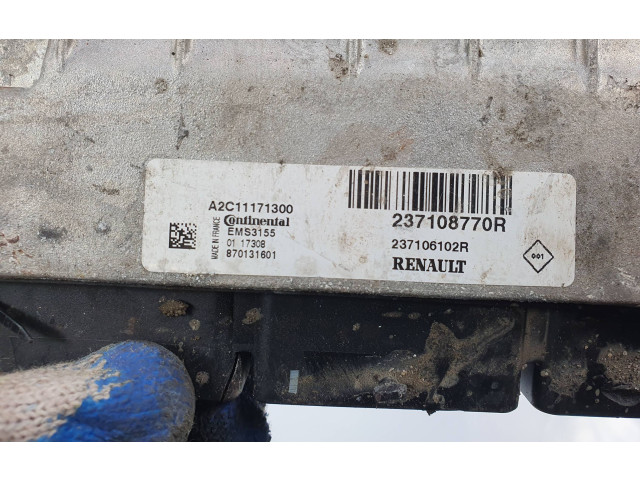 A2C11171300
Continental
EMS3155
01 17308
870131601
MADE IN FRANCE
237108770R
237106102R
RENAULT
001